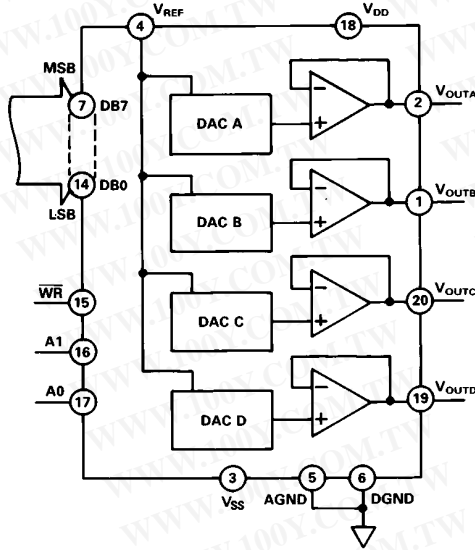 VREF
4
18
VDD
MSB
7
DB7
DAC A
−
+
2
VOUTA
14
DB0
LSB
DAC B
−
+
1
VOUTB
WR
15
DAC C
−
+
20
VOUTC
A1
16
A0
17
DAC D
−
+
19
VOUTD
3
VSS
5
AGND
6
DGND
WWW.100Y.COM.TW